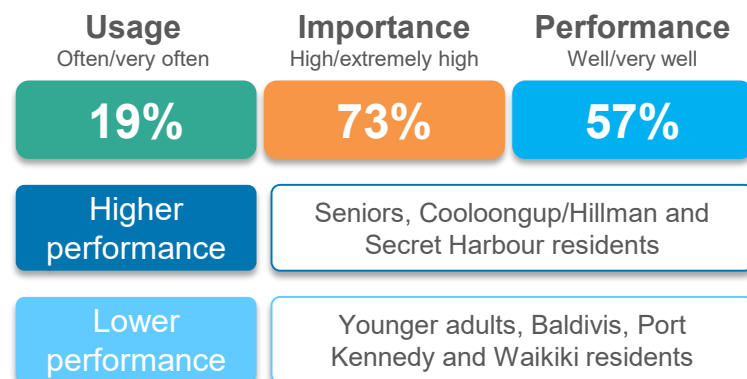 Usage
Often/very often
Importance
High/extremely high
Performance
Well/very well
19%
73%
57%
Higher
performance
Seniors, Cooloongup/Hillman and
Secret Harbour residents
Lower
performance
Younger adults, Baldivis, Port
Kennedy and Waikiki residents